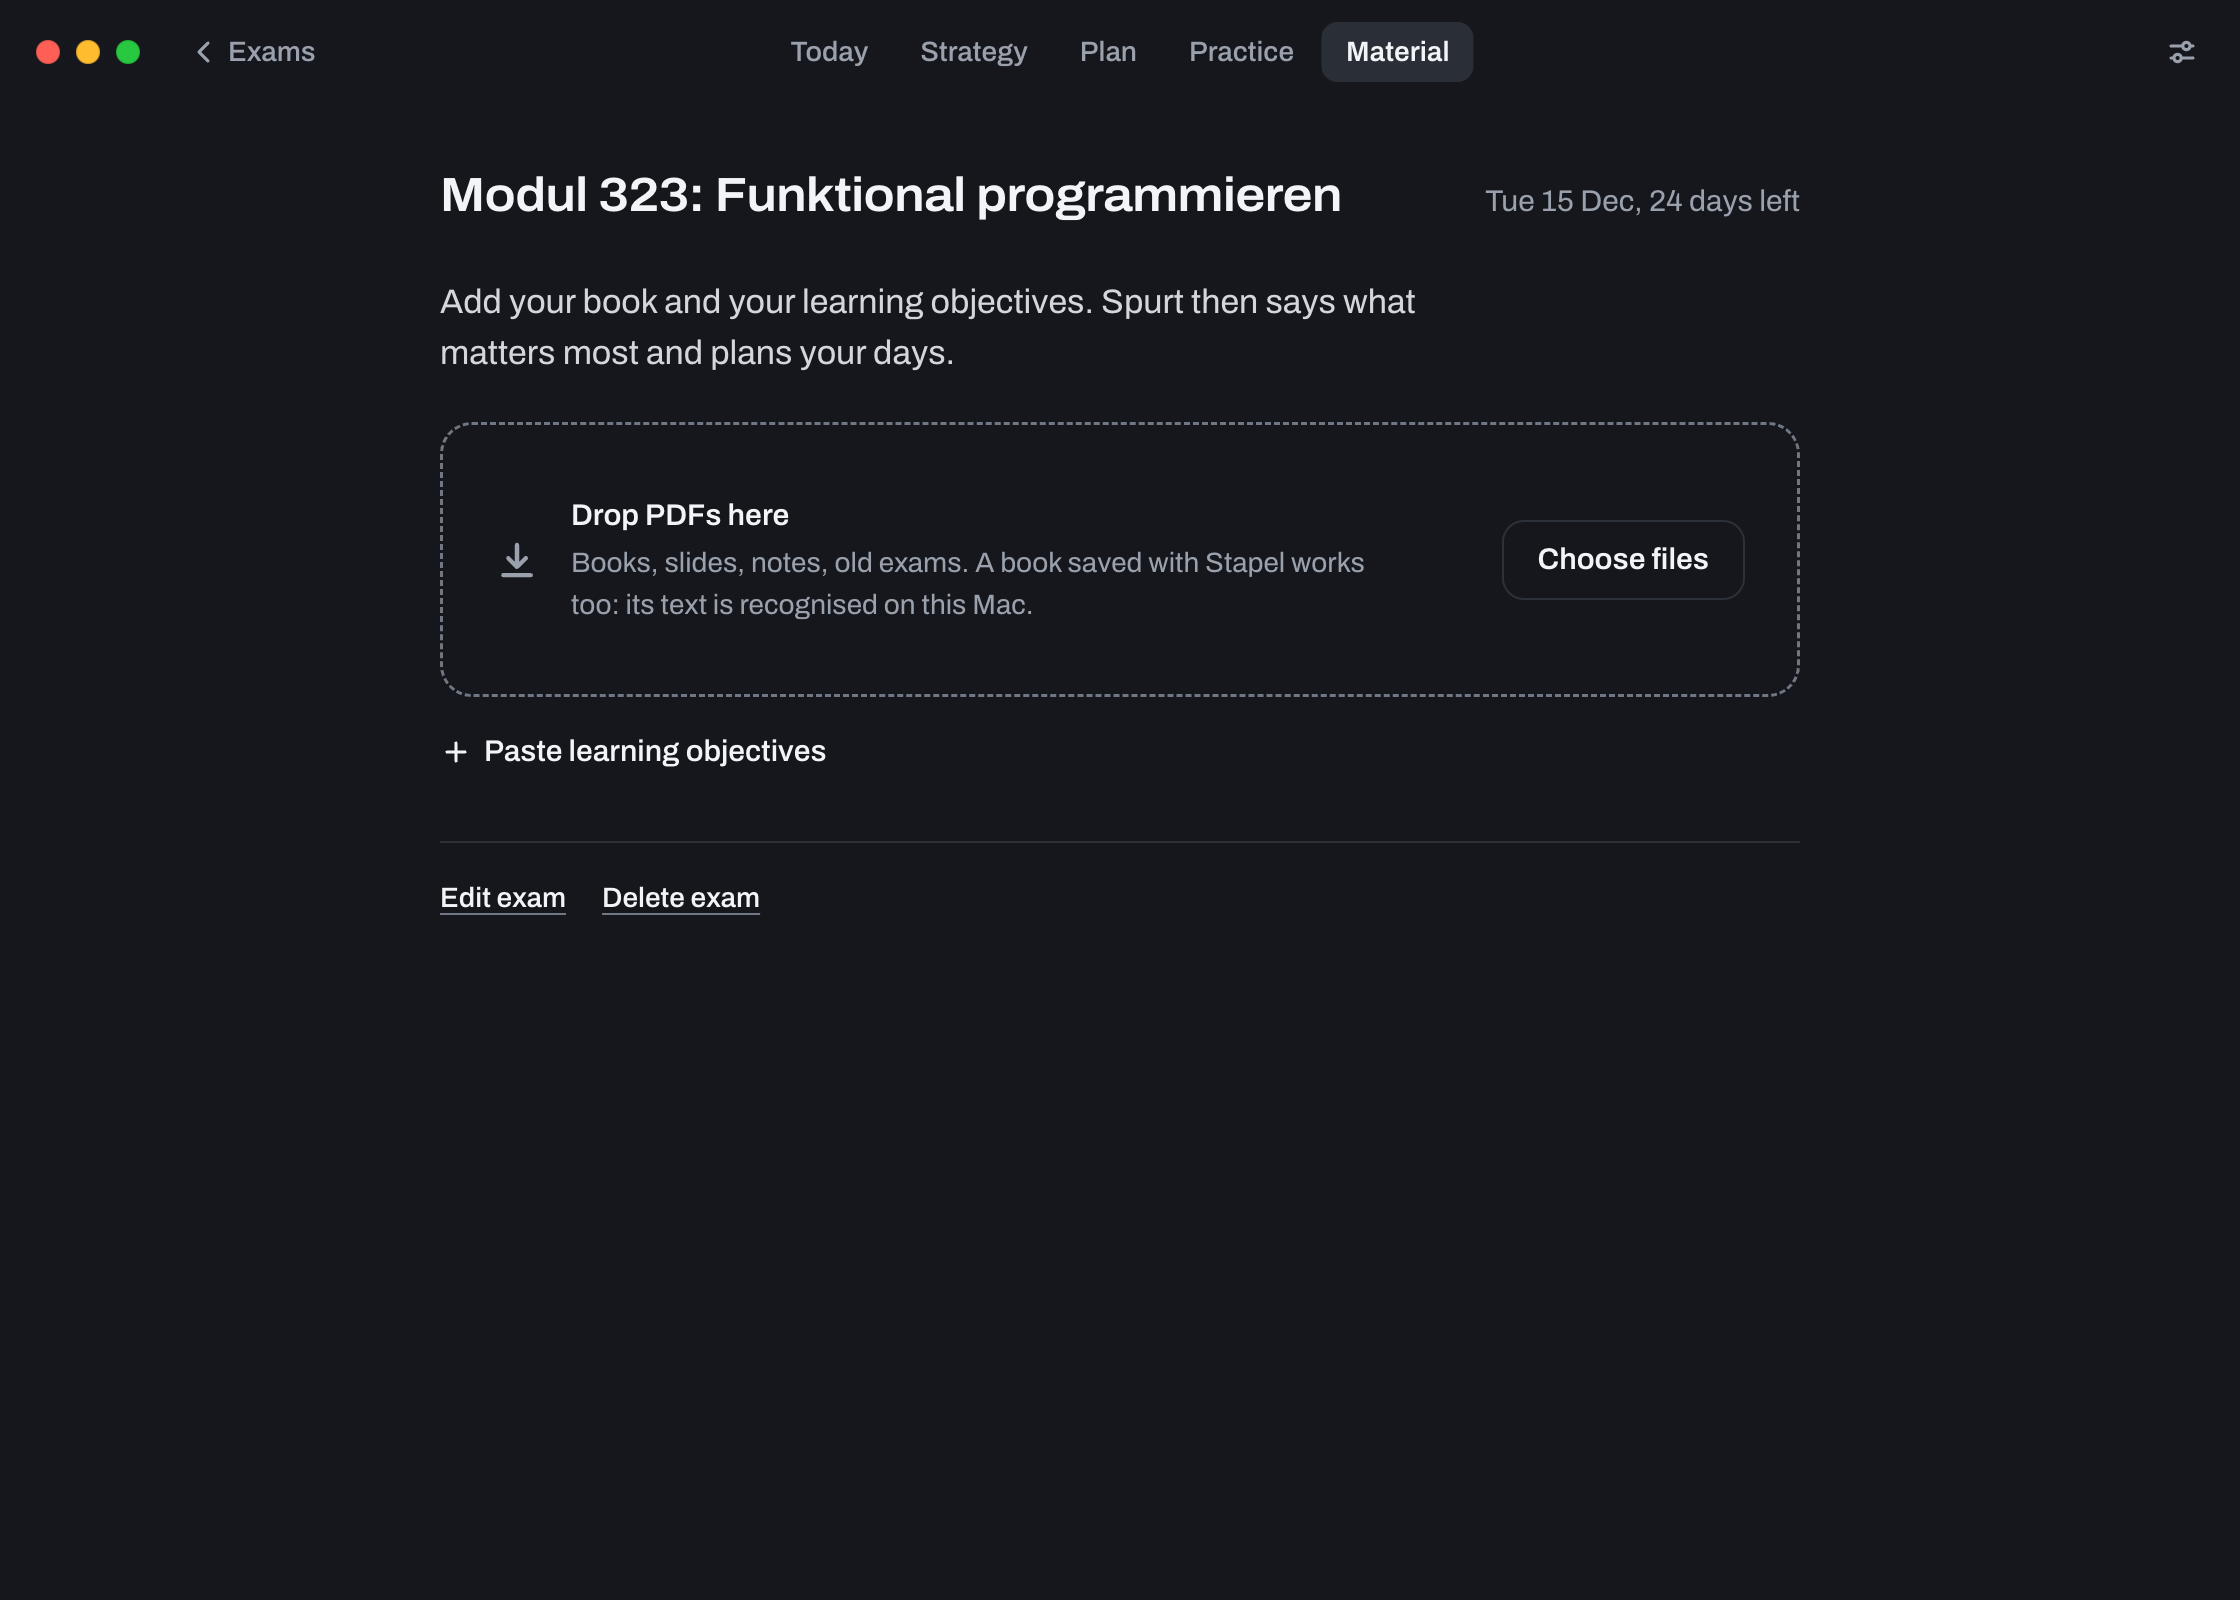 Exams
Today
Strategy
Plan
Practice
Material
Modul 323: Funktional programmieren
Tue 15 Dec, 24 days left
Add your book and your learning objectives. Spurt then says what
matters most and plans your days.
Drop PDFs here
Books, slides, notes, old exams. A book saved with Stapel works
too: its text is recognised on this Mac.
Choose files
Paste learning objectives
Edit exam
Delete exam